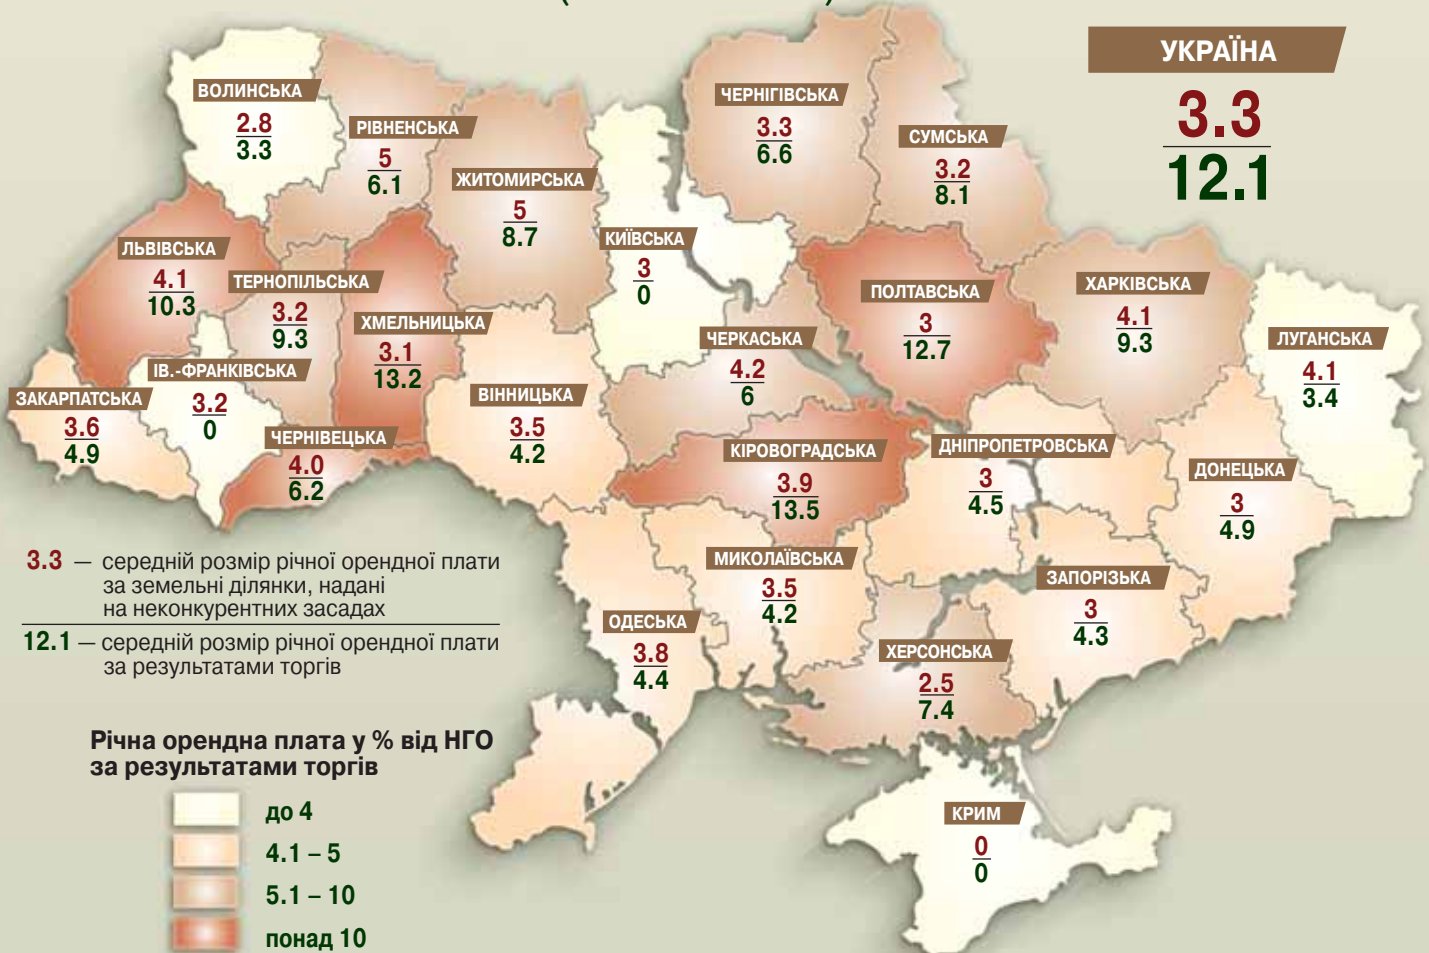 УКРАЇНА
3.3
12.1
ВОЛИНСЬКА
2.8
3.3
РІВНЕНСЬКА
5
6.1
ЖИТОМИРСЬКА
5
8.7
ЧЕРНІГІВСЬКА
3.3
6.6
СУМСЬКА
3.2
8.1
КИЇВСЬКА
3
0
ЛЬВІВСЬКА
4.1
10.3
ТЕРНОПІЛЬСЬКА
3.2
9.3
ХМЕЛЬНИЦЬКА
3.1
13.2
ПОЛТАВСЬКА
3
12.7
ХАРКІВСЬКА
4.1
9.3
ЛУГАНСЬКА
4.1
3.4
ЧЕРКАСЬКА
4.2
6
ІВ.-ФРАНКІВСЬКА
3.2
0
ЗАКАРПАТСЬКА
3.6
4.9
ВІННИЦЬКА
3.5
4.2
ЧЕРНІВЕЦЬКА
4.0
6.2
КІРОВОГРАДСЬКА
3.9
13.5
ДНІПРОПЕТРОВСЬКА
3
4.5
ДОНЕЦЬКА
3
4.9
МИКОЛАЇВСЬКА
3.5
4.2
ЗАПОРІЗЬКА
3
4.3
ОДЕСЬКА
3.8
4.4
ХЕРСОНСЬКА
2.5
7.4
КРИМ
0
0
3.3 — середній розмір річної орендної плати
за земельні ділянки, надані
на неконкурентних засадах
12.1 — середній розмір річної орендної плати
за результатами торгів
Річна орендна плата у % від НГО
за результатами торгів
до 4
4.1 – 5
5.1 – 10
понад 10